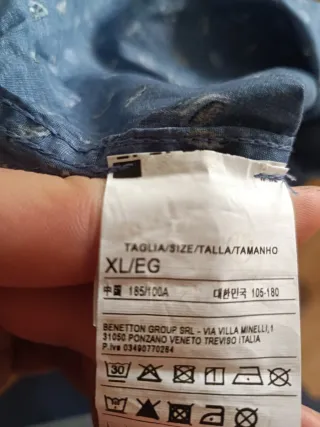 TAGLIA/SIZE/TALLA/TAMANHO
XL/EG
中国 185/100A 대한민국 105-180
BENETTON GROUP SRL - VIA VILLA MINELLI,1
31050 PONZANO VENETO TREVISO ITALIA
P.iva 03490770264
30